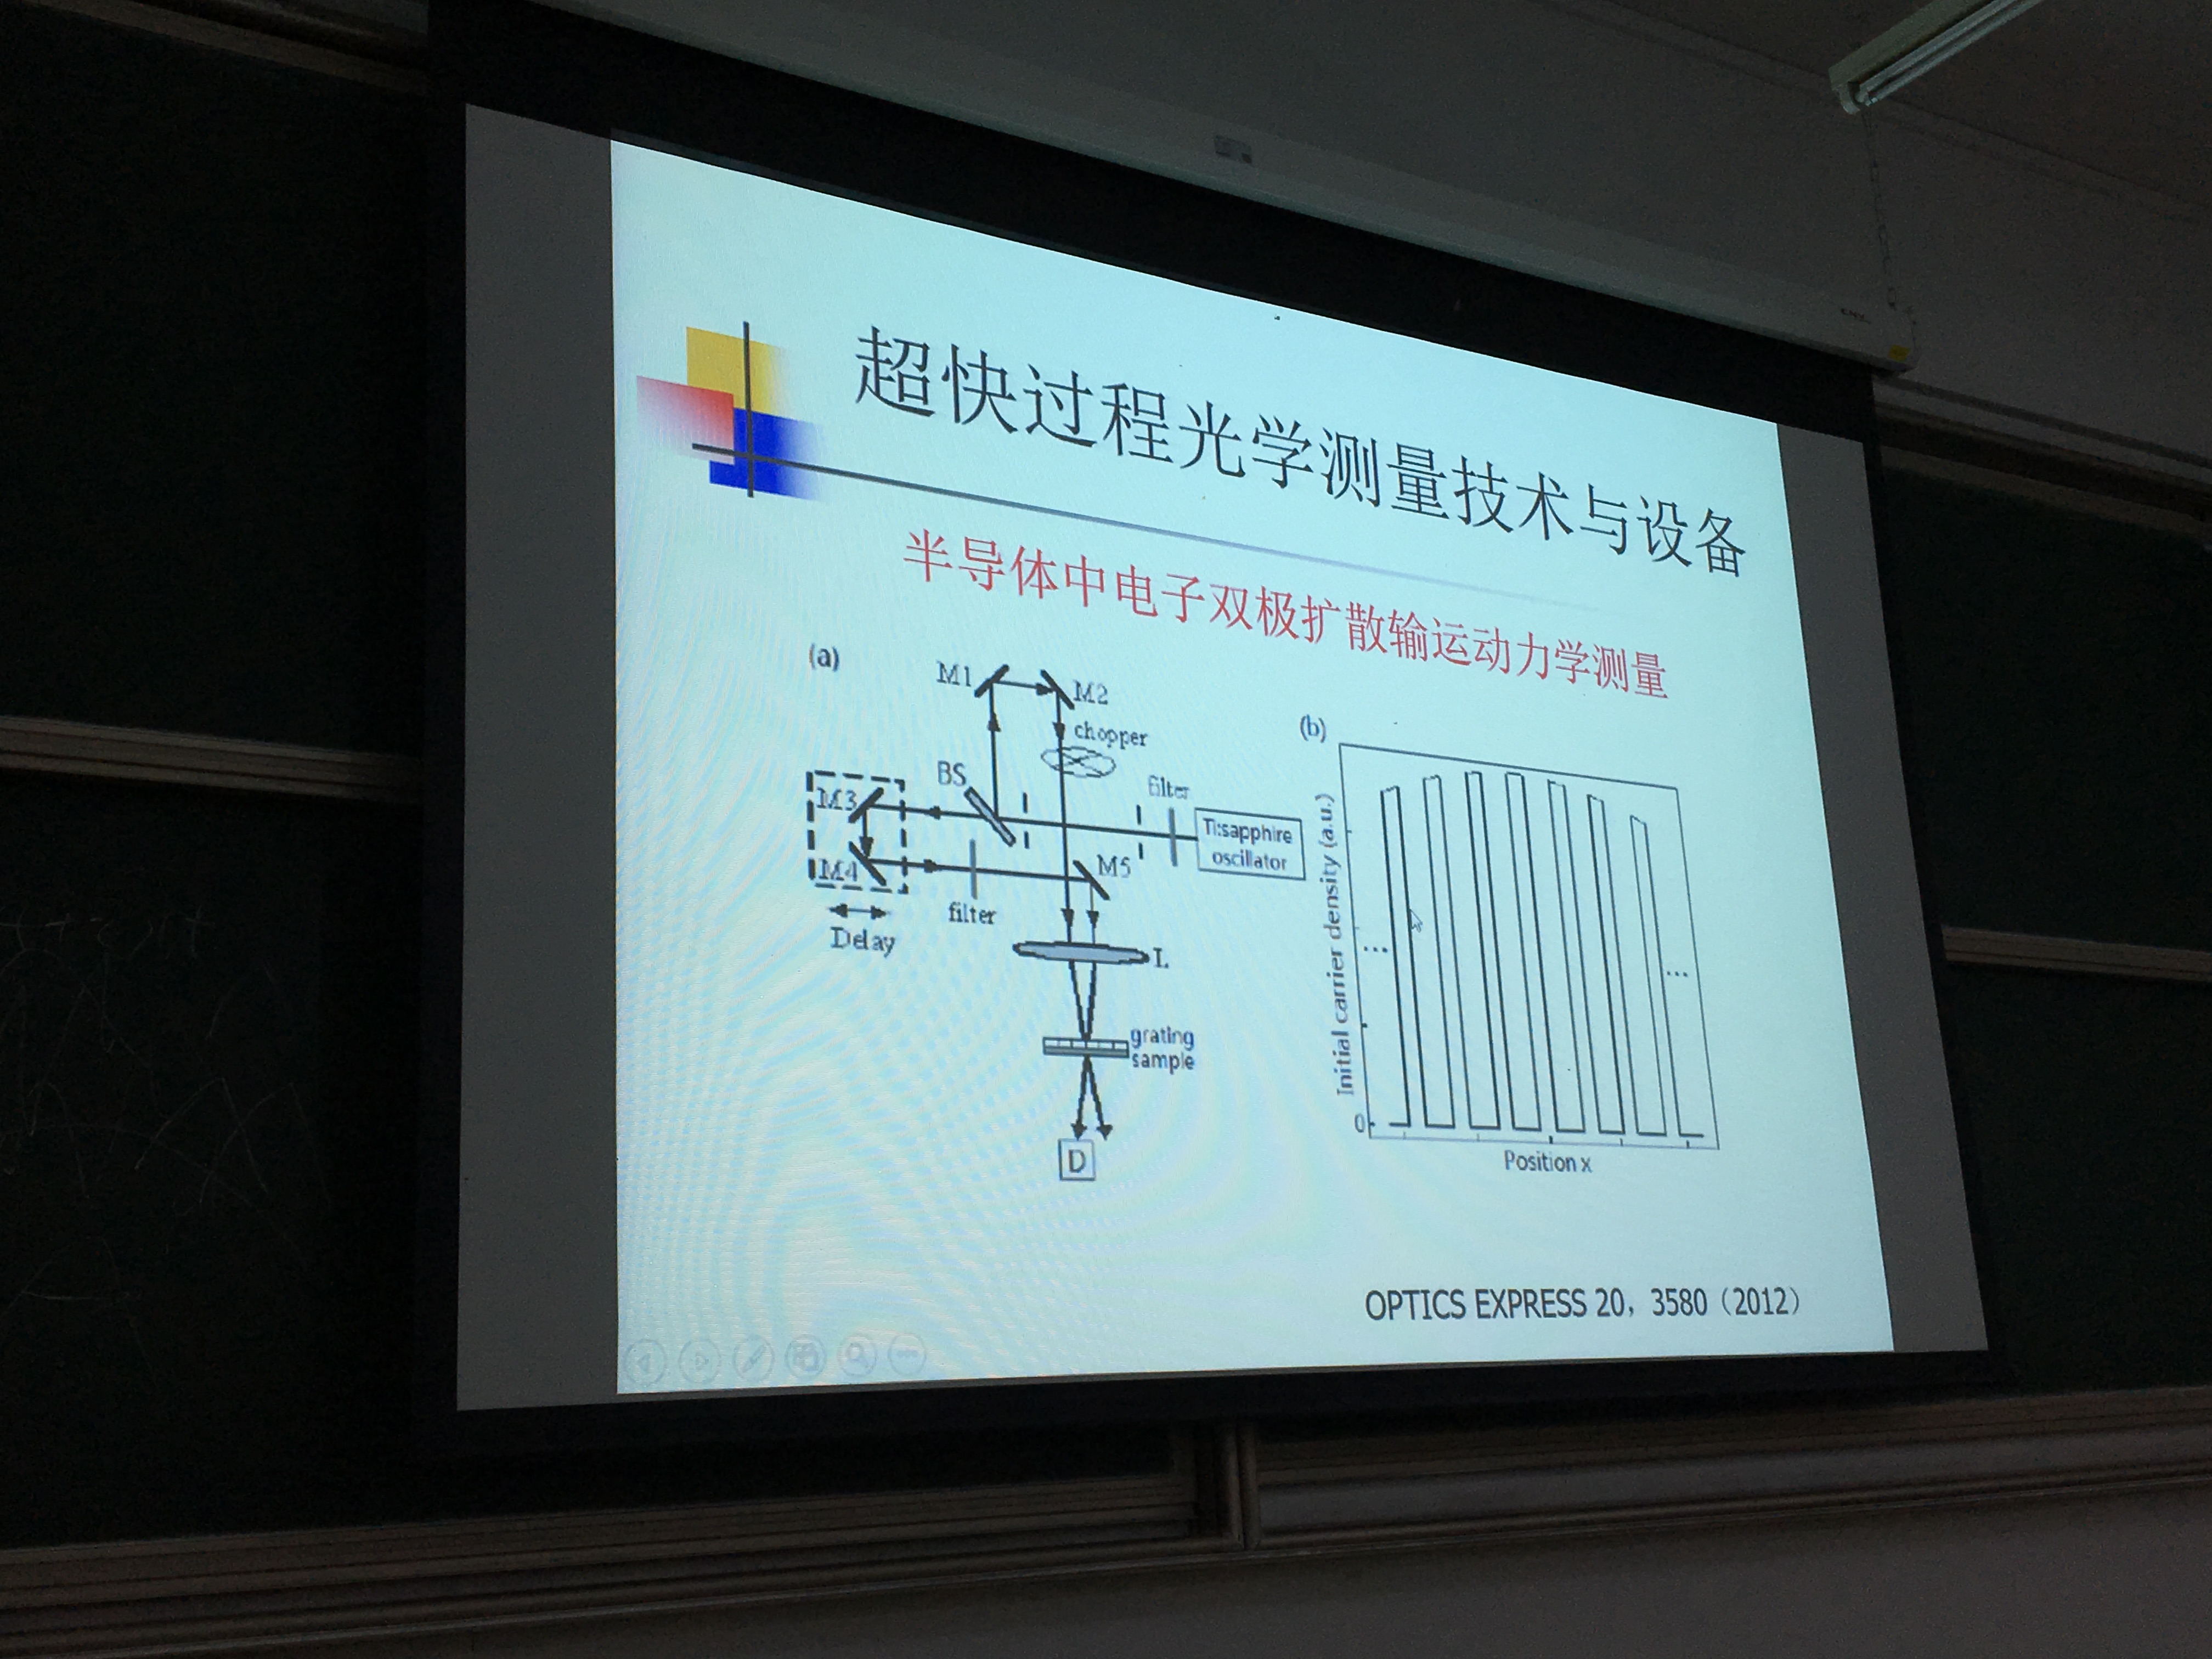 超快过程光学测量技术与设备
半导体中电子双极扩散输运动力学测量
(a)
M1
M2
chopper
BS
filter
M3
Ti:sapphire
oscillator
M4
M5
filter
Delay
L
grating
sample
D
(b)
Initial carrier density (a.u.)
...
...
0
Position x
OPTICS EXPRESS 20，3580（2012）